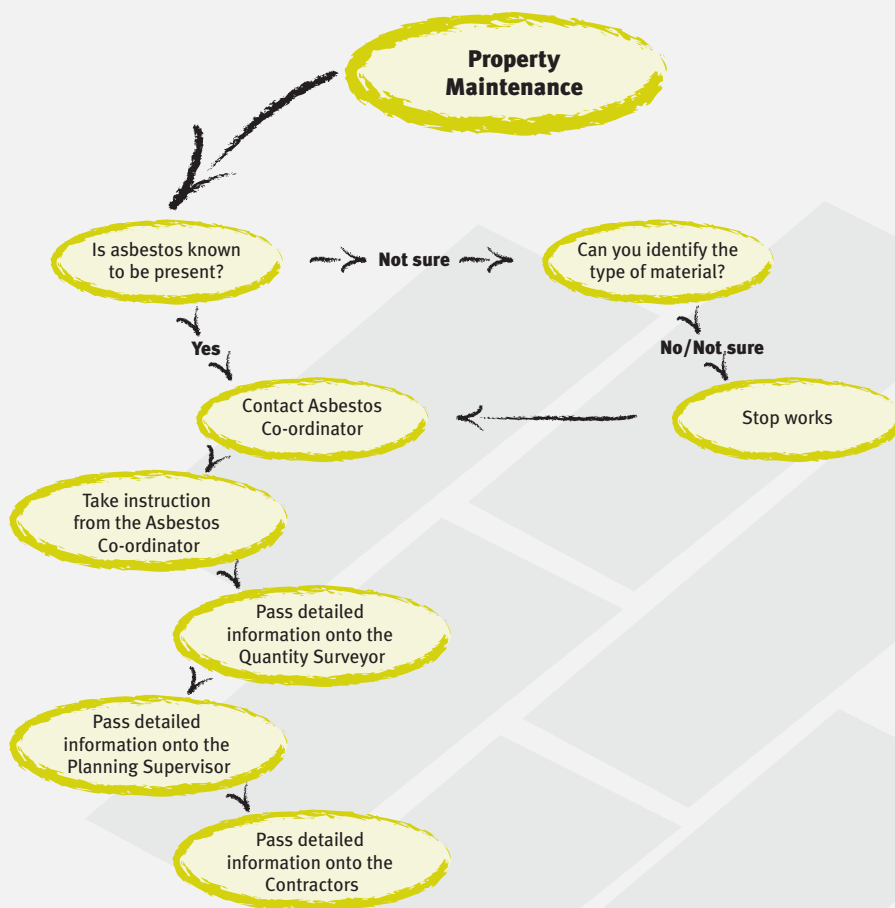 Property
Maintenance
Is asbestos known
to be present?
Not sure
Can you identify the
type of material?
Yes
No/Not sure
Contact Asbestos
Co-ordinator
Stop works
Take instruction
from the Asbestos
Co-ordinator
Pass detailed
information onto the
Quantity Surveyor
Pass detailed
information onto the
Planning Supervisor
Pass detailed
information onto the
Contractors